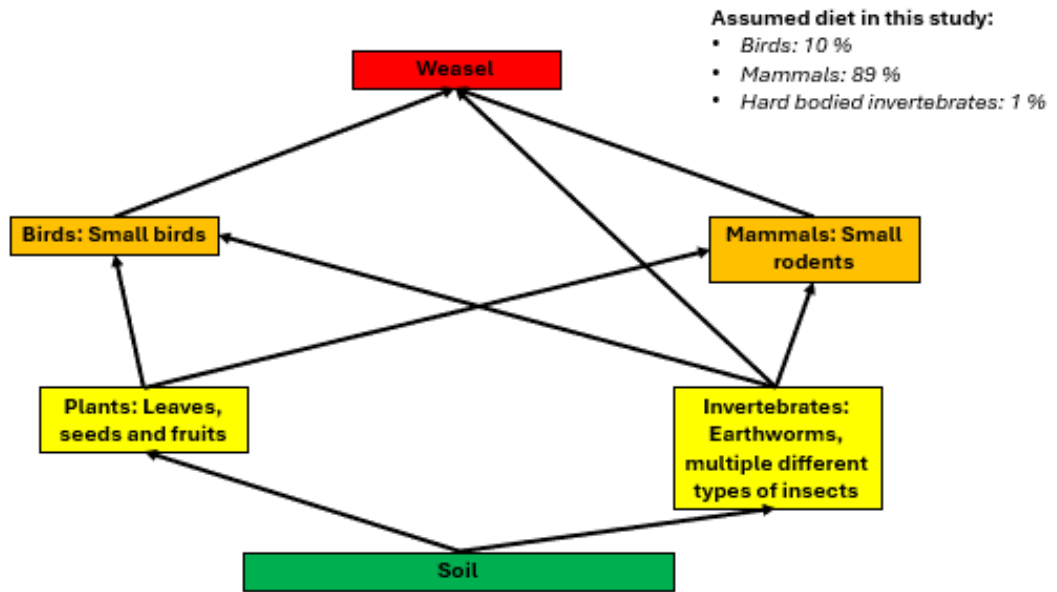 Assumed diet in this study:
• Birds: 10 %
• Mammals: 89 %
• Hard bodied invertebrates: 1 %
Weasel
Birds: Small birds
Mammals: Small
rodents
Plants: Leaves,
seeds and fruits
Invertebrates:
Earthworms,
multiple different
types of insects
Soil